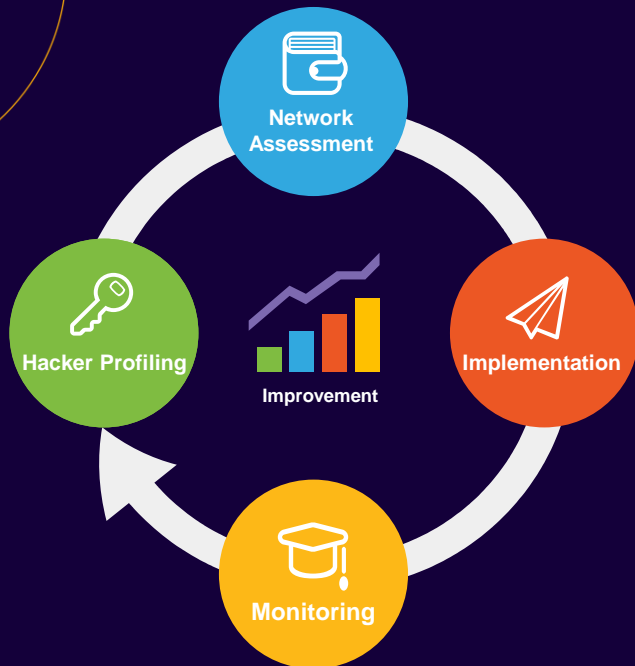 Network
Assessment
Hacker Profiling
Implementation
Improvement
Monitoring